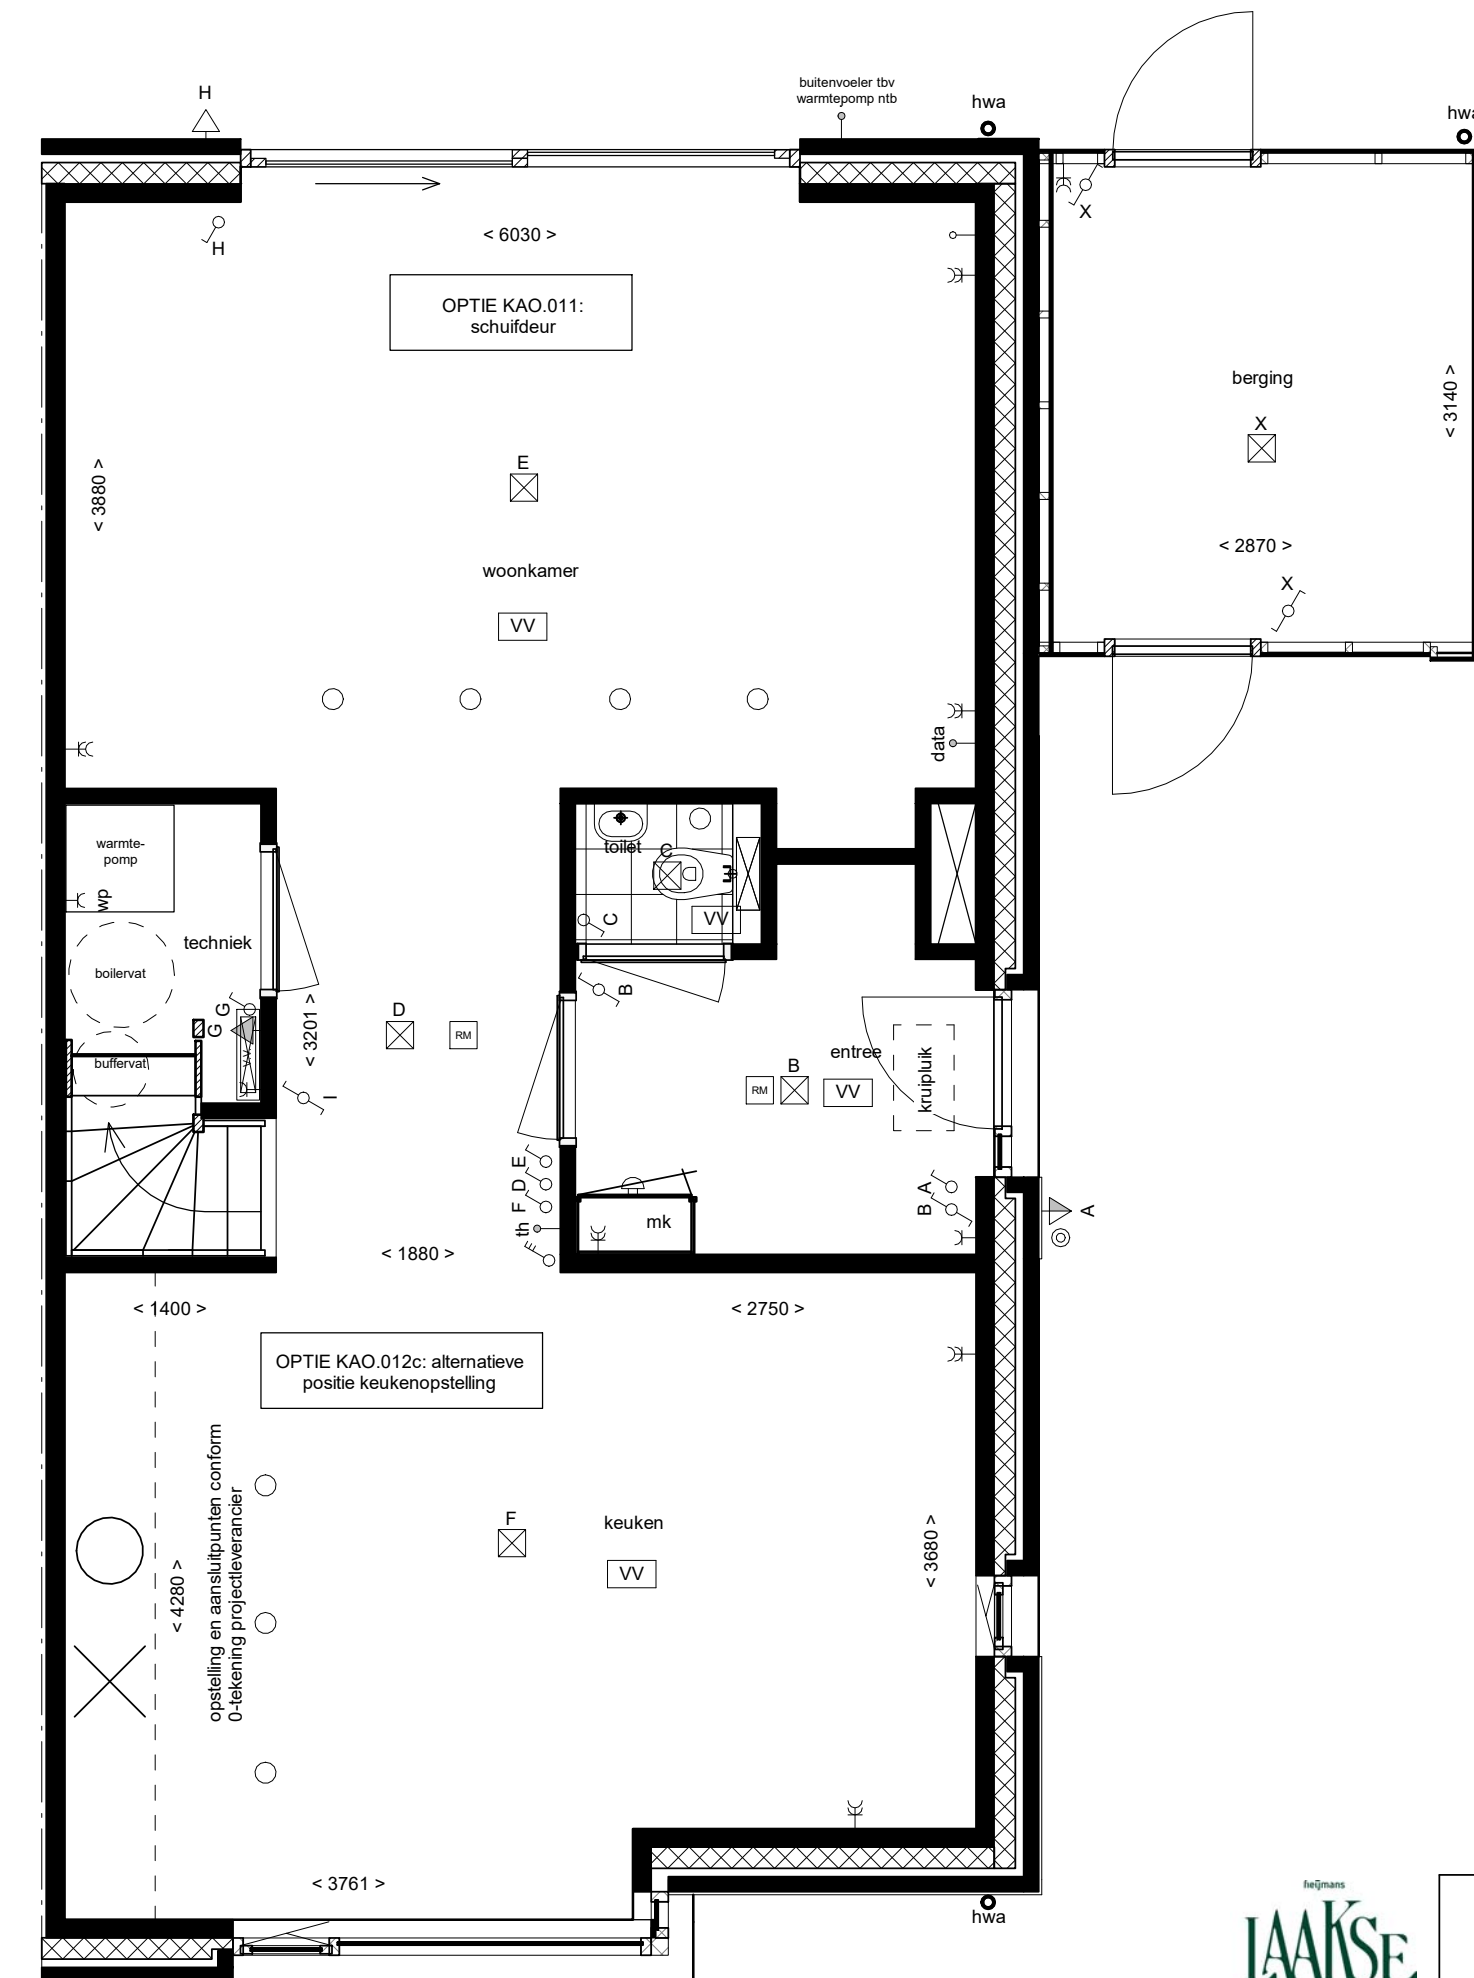 H
buitenvoeler tbv
warmtepomp ntb
hwa
hwa
X
H
< 6030 >
OPTIE KAO.011:
schuifdeur
berging
< 3140 >
X
E
< 3880 >
< 2870 >
woonkamer
X
VV
data
warmte-
pomp
toilet
C
wp
C
VV
techniek
boilervat
B
G
G
D
RM
< 3201 >
VV
entree
kruipluik
buffervat
B
RM
VV
I
E
D
F
th
A
B
A
mk
< 1880 >
< 1400 >
< 2750 >
OPTIE KAO.012c: alternatieve
positie keukenopstelling
opstelling en aansluitpunten conform
0-tekening projectleverancier
F
keuken
< 3680 >
< 4280 >
VV
< 3761 >
hwa
heijmans
LAAKSE